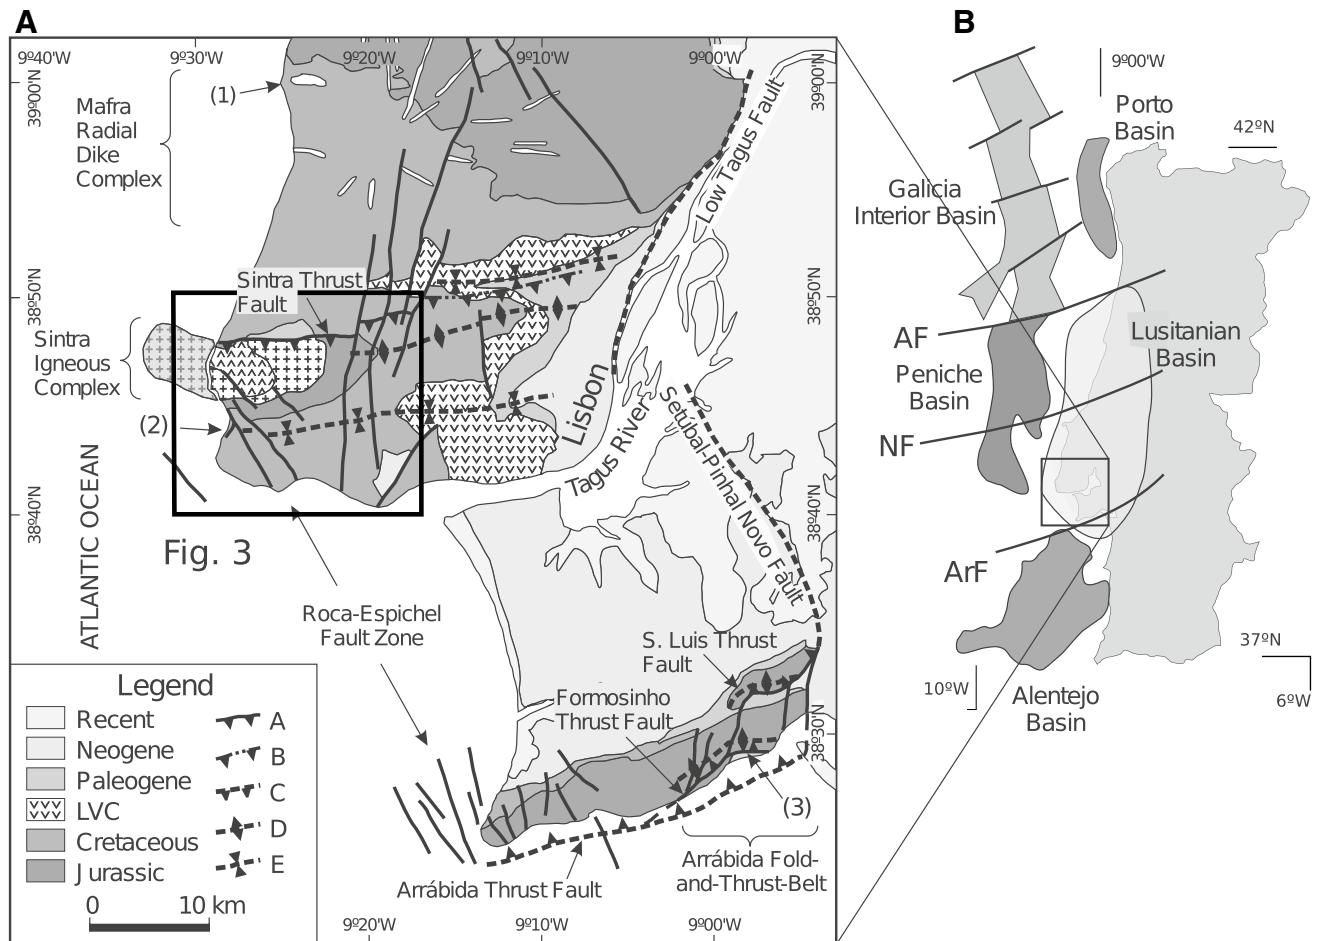 A
B
9º40'W
9º30'W
9º20'W
9º10'W
9º00'W
39º00'N
38º50'N
38º40'N
39º00'N
38º50'N
38º40'N
38º30'N
Mafra
Radial
Dike
Complex
(1)
Low Tagus Fault
Sintra Thrust
Fault
Sintra
Igneous
Complex
(2)
Lisbon
Tagus River
Setubal-Pinhal Novo Fault
ATLANTIC OCEAN
Fig. 3
Roca-Espichel
Fault Zone
S. Luis Thrust
Fault
Formosinho
Thrust Fault
(3)
Arrábida Fold-
and-Thrust-Belt
Arrábida Thrust Fault
9º20'W
9º10'W
9º00'W
Legend
Recent
Neogene
Paleogene
LVC
Cretaceous
Jurassic
A
B
C
D
E
0
10 km
9º00'W
Porto
Basin
42ºN
Galicia
Interior Basin
AF
Lusitanian
Basin
Peniche
Basin
NF
ArF
37ºN
6ºW
10ºW
Alentejo
Basin